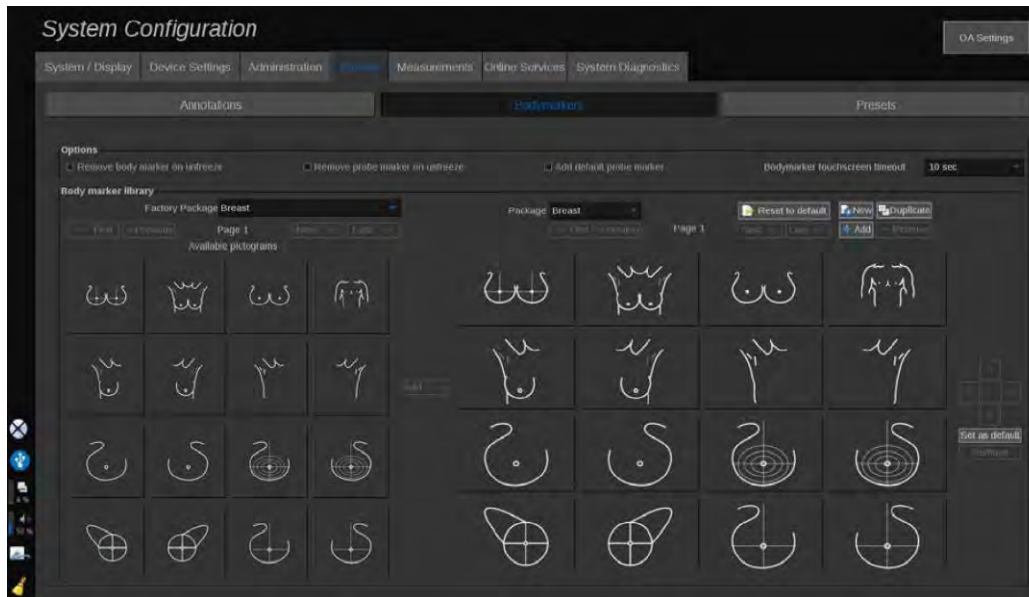 System Configuration
OA Settings
System / Display Device Settings Administration Measurements Online Services System Diagnostics
Annotations Bodymarkers Presets
Options
Remove body marker on unfreeze Remove probe marker on unfreeze Add default probe marker Bodymarker touchscreen timeout 10 sec
Body marker library
Factory Package Breast Package Breast Reset to default New Duplicate
Page 1 Page 1 Add
Available pictograms
Add
Set as default